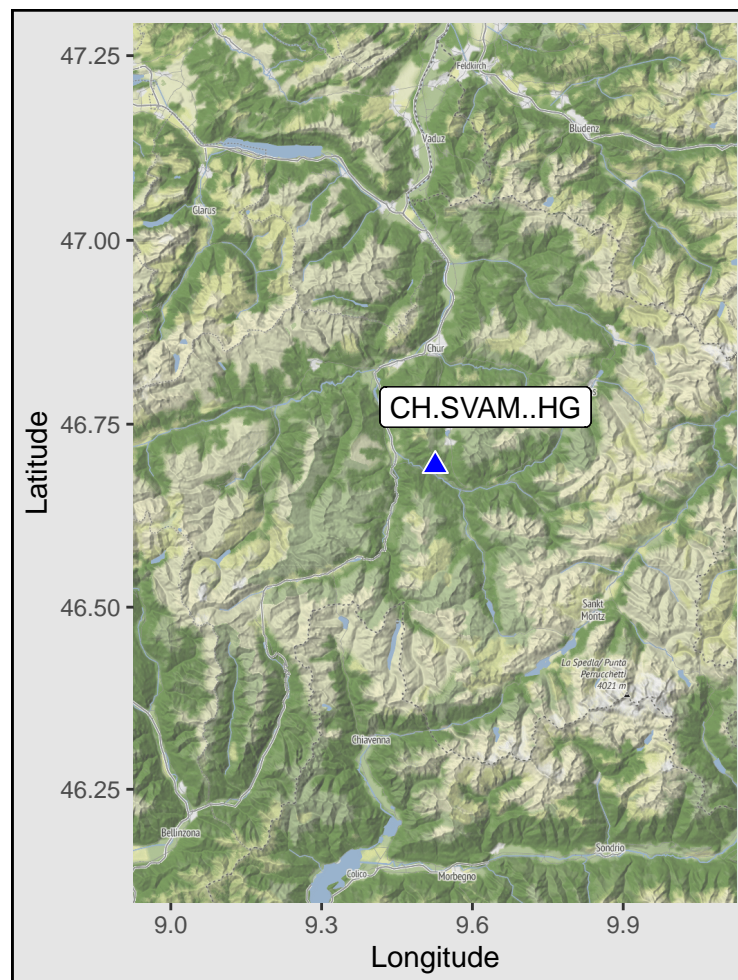 47.25
47.00
46.75
46.50
46.25
Latitude
9.0
9.3
9.6
9.9
Longitude
Feldkirch
Vaduz
Bludenz
Glarus
Chur
CH.SVAM..HG
Sankt
Moritz
La Spedla/ Punta
Perrucchetti
4021 m
Chiavenna
Bellinzona
Colico
Morbegno
Sondrio